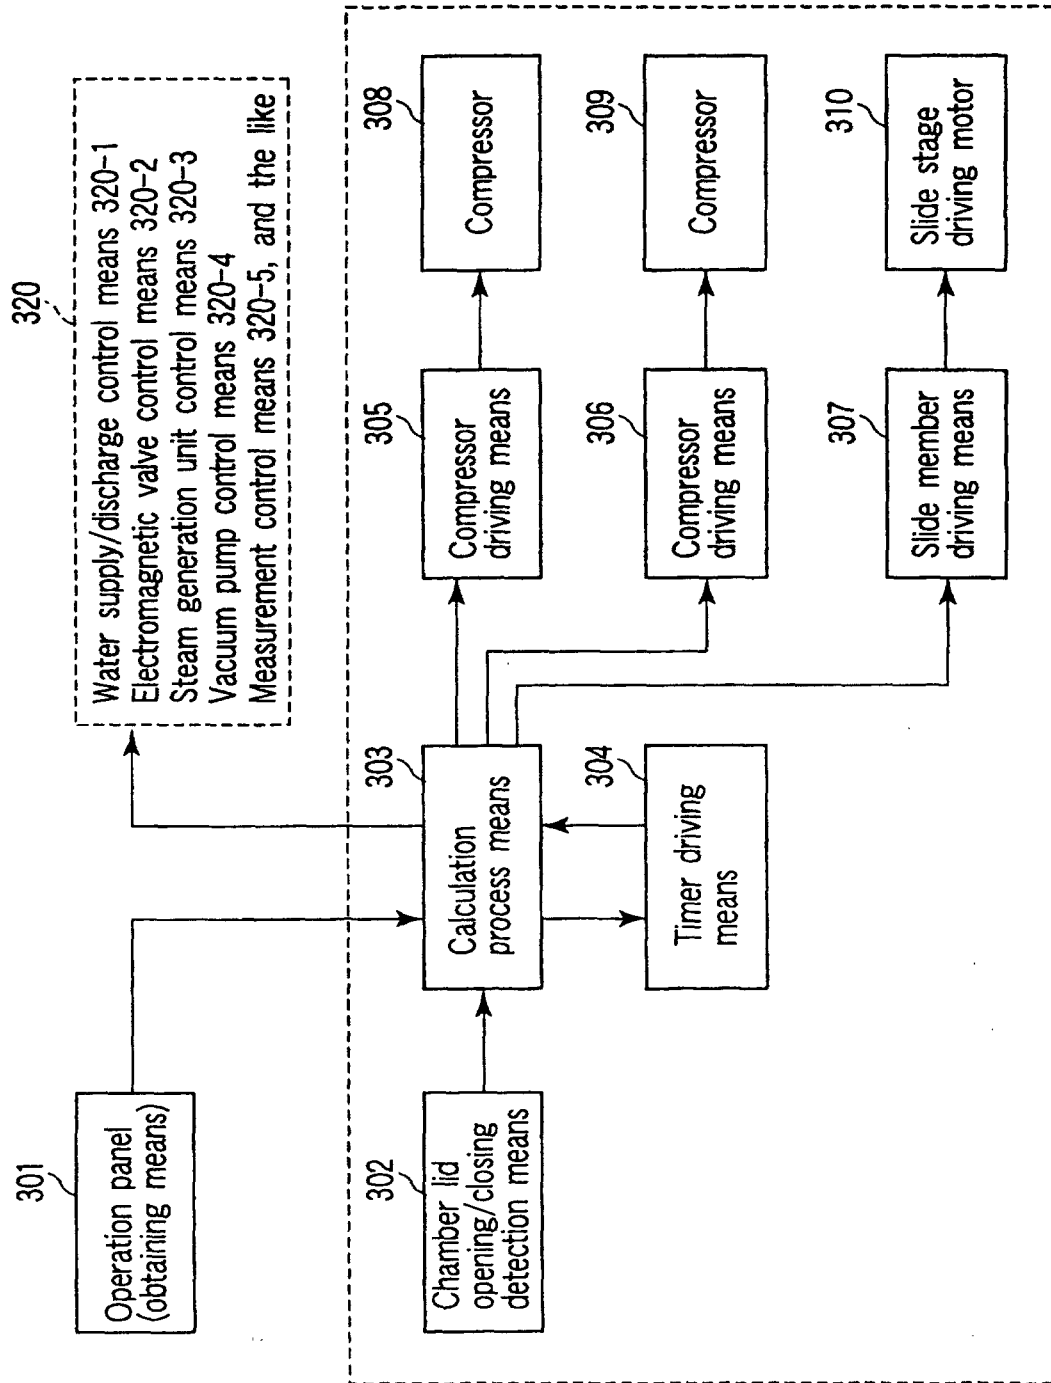 301
Operation panel
(obtaining means)
320
Water supply/discharge control means 320-1
Electromagnetic valve control means 320-2
Steam generation unit control means 320-3
Vacuum pump control means 320-4
Measurement control means 320-5, and the like
302
Chamber lid
opening/closing
detection means
303
Calculation
process means
304
Timer driving
means
305
Compressor
driving means
308
Compressor
306
Compressor
driving means
309
Compressor
307
Slide member
driving means
310
Slide stage
driving motor